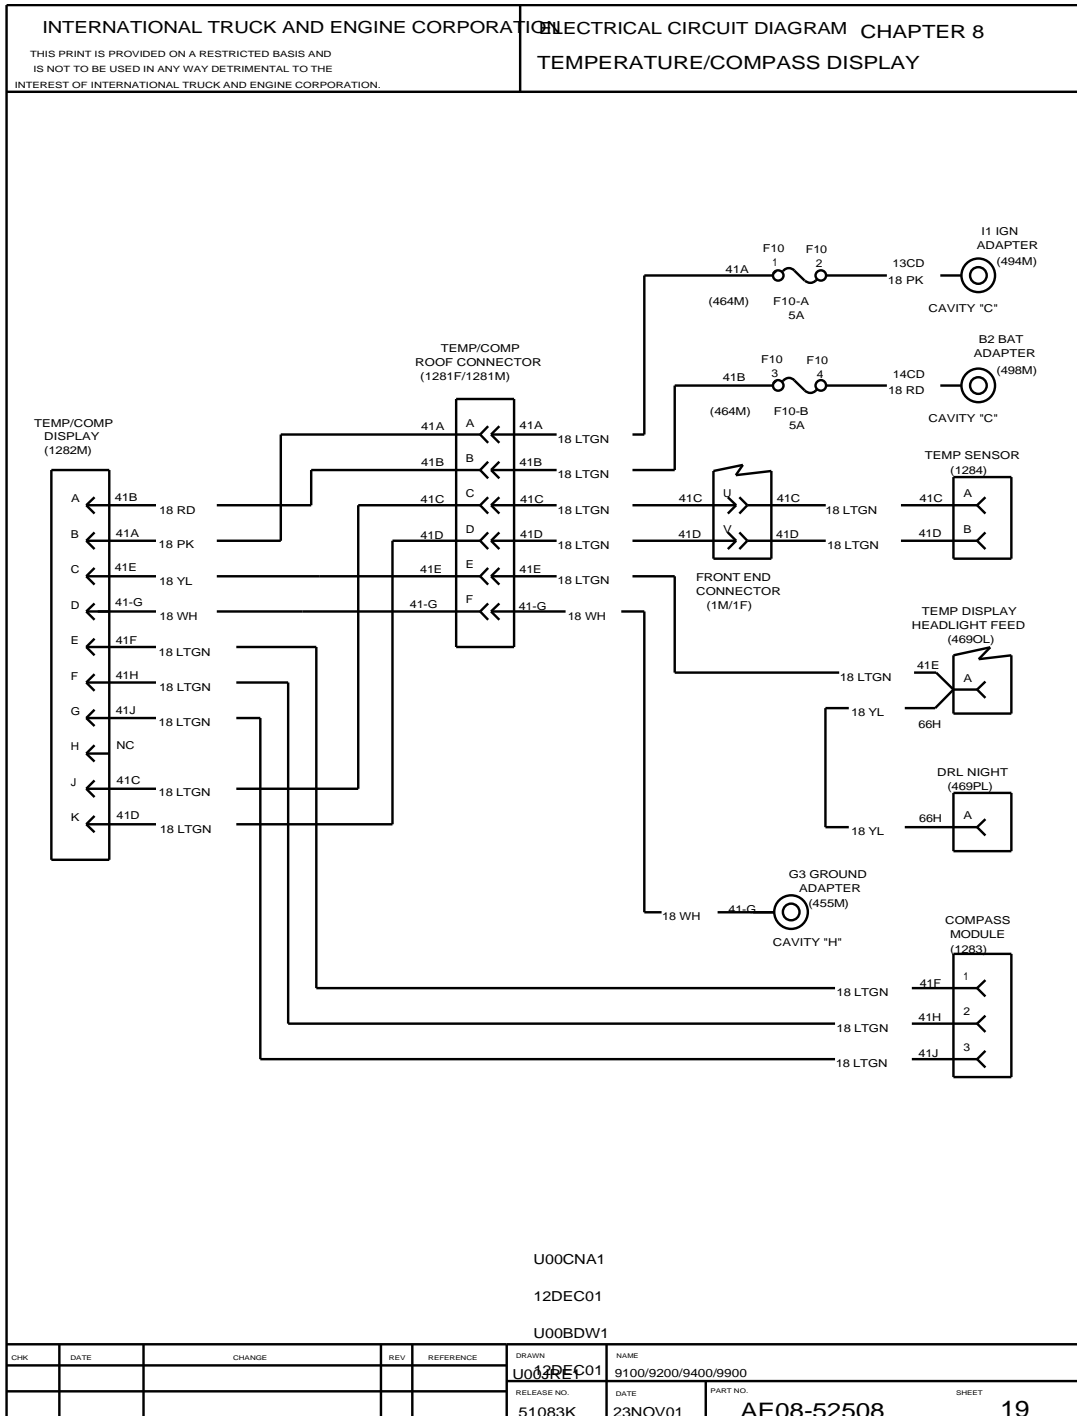 INTERNATIONAL TRUCK AND ENGINE CORPORATION
THIS PRINT IS PROVIDED ON A RESTRICTED BASIS AND
IS NOT TO BE USED IN ANY WAY DETRIMENTAL TO THE
INTEREST OF INTERNATIONAL TRUCK AND ENGINE CORPORATION.
ELECTRICAL CIRCUIT DIAGRAM CHAPTER 8
TEMPERATURE/COMPASS DISPLAY
I1 IGN
ADAPTER
(494M)
F10 F10
1 2
41A
13CD
18 PK
(464M) F10-A
5A
CAVITY "C"
B2 BAT
ADAPTER
(498M)
F10 F10
3 4
41B
14CD
18 RD
(464M) F10-B
5A
CAVITY "C"
TEMP/COMP
ROOF CONNECTOR
(1281F/1281M)
41A A 41A 18 LTGN
41B B 41B 18 LTGN
41C C 41C 18 LTGN
41D D 41D 18 LTGN
41E E 41E 18 LTGN
41-G F 41-G 18 WH
TEMP/COMP
DISPLAY
(1282M)
A 41B 18 RD
B 41A 18 PK
C 41E 18 YL
D 41-G 18 WH
E 41F 18 LTGN
F 41H 18 LTGN
G 41J 18 LTGN
H NC
J 41C 18 LTGN
K 41D 18 LTGN
41C U 41C 18 LTGN
41D V 41D 18 LTGN
FRONT END
CONNECTOR
(1M/1F)
TEMP SENSOR
(1284)
41C A
41D B
TEMP DISPLAY
HEADLIGHT FEED
(469OL)
18 LTGN 41E A
18 YL 66H
DRL NIGHT
(469PL)
18 YL 66H A
G3 GROUND
ADAPTER
(455M)
18 WH 41-G
CAVITY "H"
COMPASS
MODULE
(1283)
18 LTGN 41F 1
18 LTGN 41H 2
18 LTGN 41J 3
U00CNA1
12DEC01
U00BDW1
12DEC01
CHK DATE CHANGE REV REFERENCE
DRAWN
U00JRE1
NAME
9100/9200/9400/9900
RELEASE NO.
51083K
DATE
23NOV01
PART NO.
AE08-52508
SHEET
19